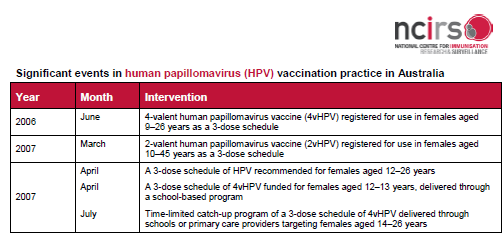 ncirs
NATIONAL CENTRE FOR IMMUNISATION
RESEARCH & SURVEILLANCE
Significant events in human papillomavirus (HPV) vaccination practice in Australia
Year Month Intervention
2006 June 4-valent human papillomavirus vaccine (4vHPV) registered for use in females aged
9–26 years as a 3-dose schedule
2007 March 2-valent human papillomavirus vaccine (2vHPV) registered for use in females aged
10–45 years as a 3-dose schedule
2007 April A 3-dose schedule of HPV recommended for females aged 12–26 years
April A 3-dose schedule of 4vHPV funded for females aged 12–13 years, delivered through
a school-based program
July Time-limited catch-up program of a 3-dose schedule of 4vHPV delivered through
schools or primary care providers targeting females aged 14–26 years